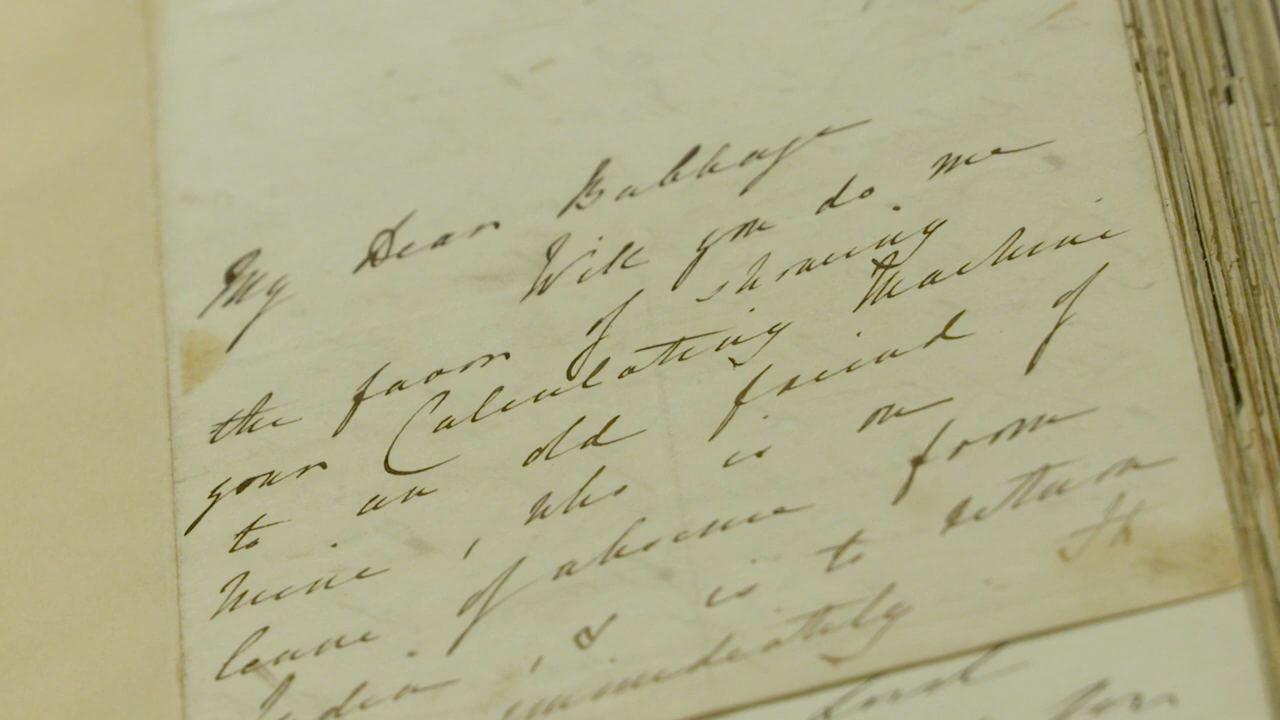 My Dear Babbage
Will you do me
the favor of shewing
your Calculating Machine
to an old friend of
mine, who is on
leave of absence from
India, & is to return
immediately